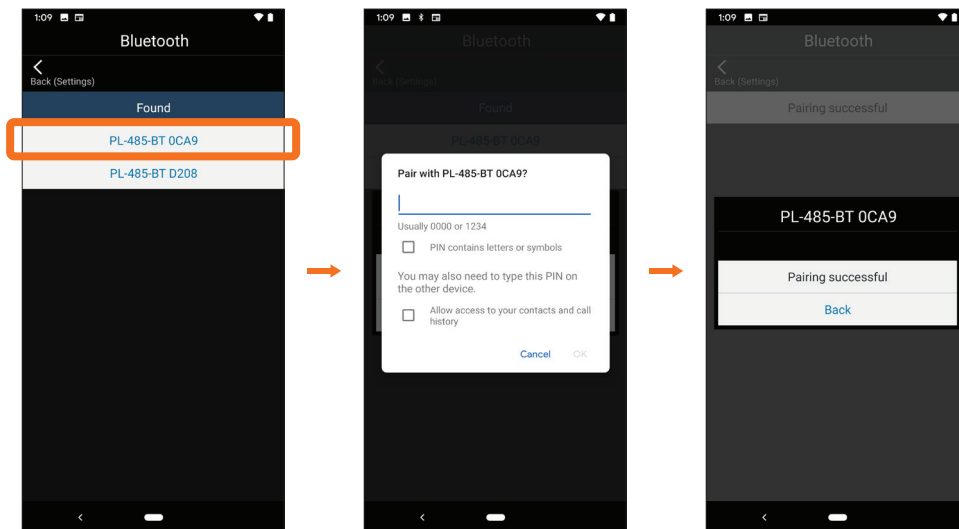 1:09
Bluetooth
Back (Settings)
Found
PL-485-BT 0CA9
PL-485-BT D208
1:09
Bluetooth
Back (Settings)
Found
PL-485-BT 0CA9
Pair with PL-485-BT 0CA9?
Usually 0000 or 1234
PIN contains letters or symbols
You may also need to type this PIN on
the other device.
Allow access to your contacts and call
history
Cancel OK
1:09
Bluetooth
Back (Settings)
Pairing successful
PL-485-BT 0CA9
Pairing successful
Back